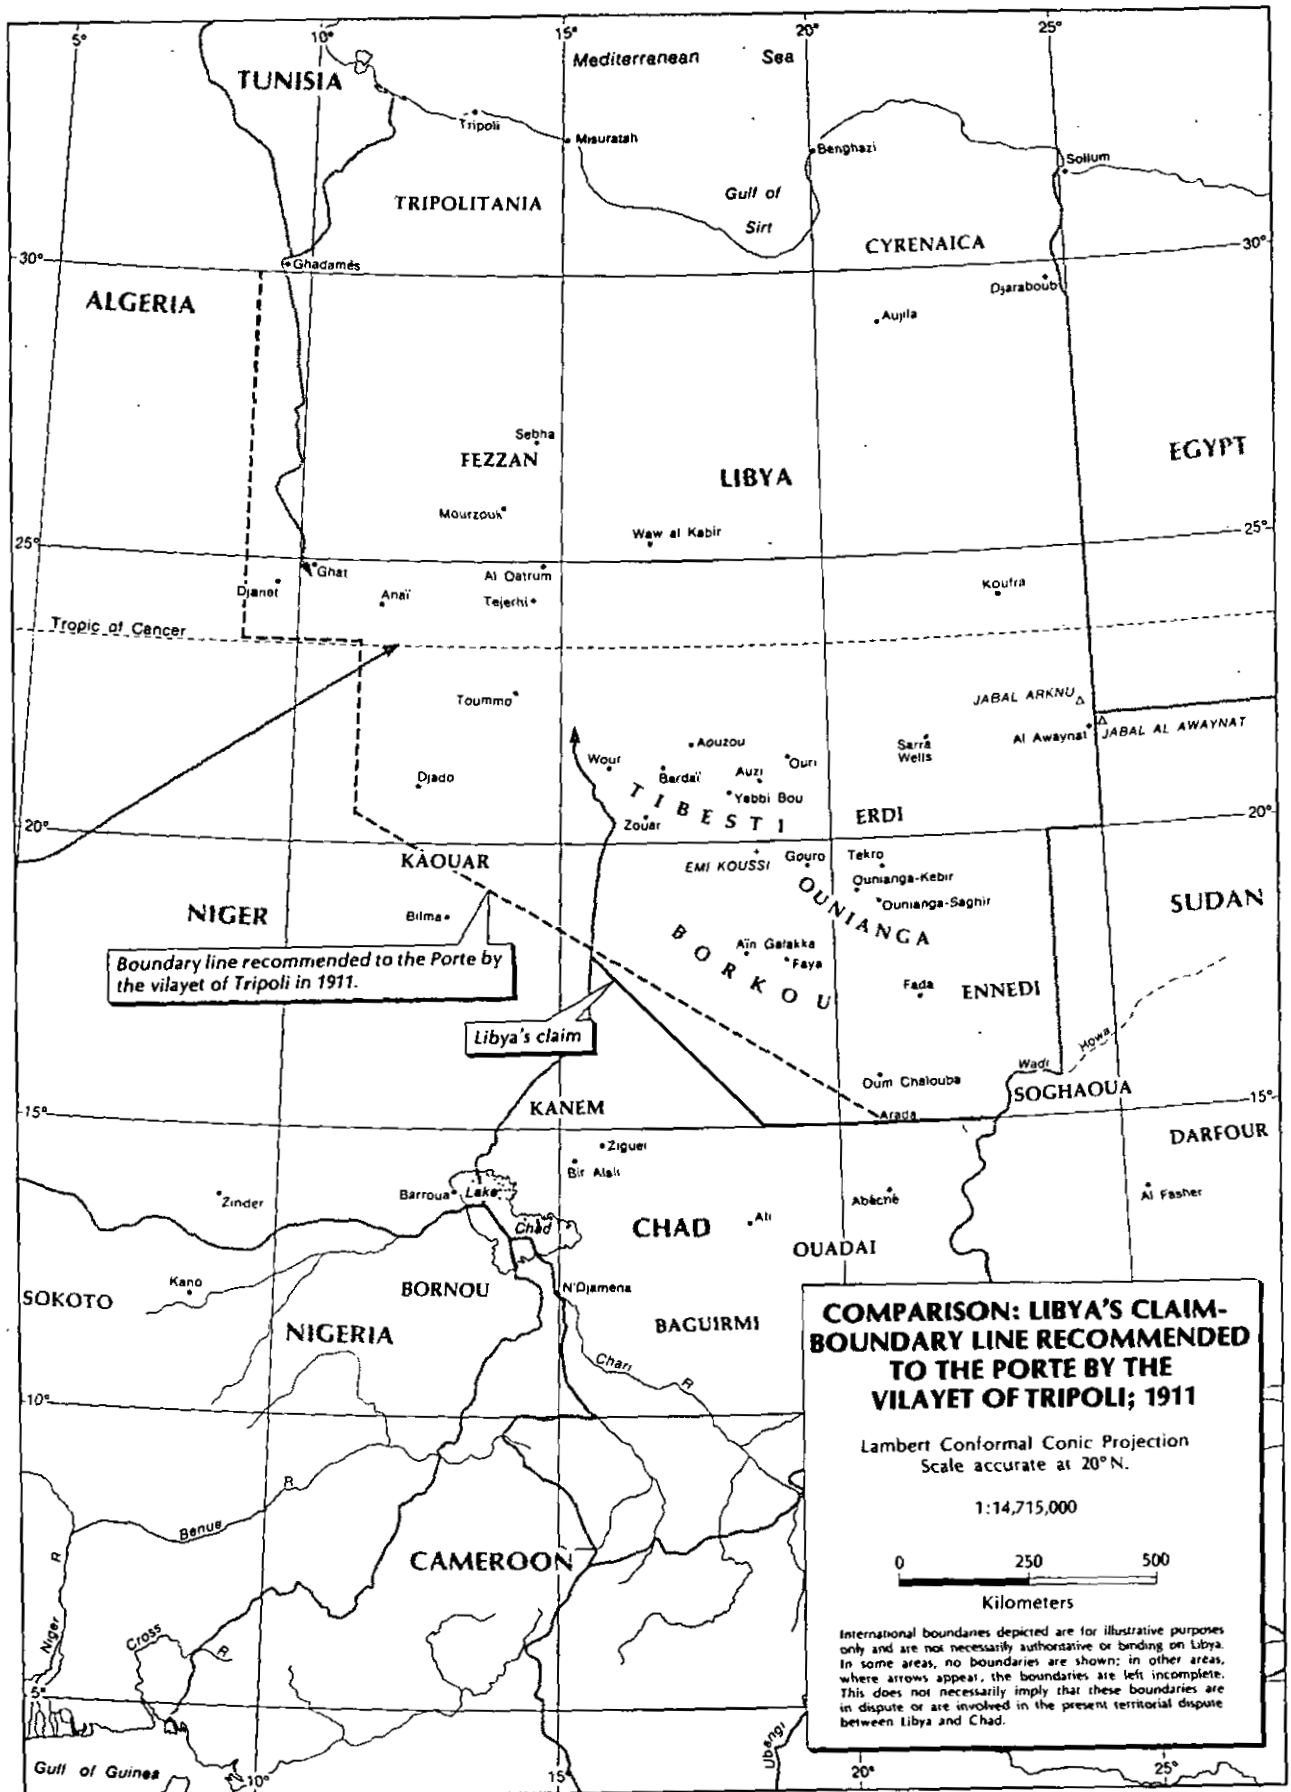 5°
10°
15°
20°
25°
Mediterranean Sea
TUNISIA
Tripoli
Misuratah
Benghazi
Sollum
TRIPOLITANIA
Gulf of
Sirt
CYRENAICA
30°
30°
Ghadamés
Djaraboub
ALGERIA
Aujila
Sebha
FEZZAN
LIBYA
EGYPT
Mourzouk
Waw al Kabir
25°
25°
Ghat
Al Qatrum
Djanet
Anaï
Tejerhi
Koufra
Tropic of Cancer
Toummo
JABAL ARKNU
Al Awaynat
JABAL AL AWAYNAT
Aouzou
Sarra
Wells
Wour
Bardaï
Auzi
Ouri
Djado
Yebbi Bou
TIBESTI
Zouar
ERDI
20°
20°
KAOUAR
EMI KOUSSI
Gouro
Tekro
Ounianga-Kebir
Ounianga-Saghir
OUNIANGA
NIGER
SUDAN
Bilma
BORKOU
Aïn Galakka
Faya
Fada
ENNEDI
Boundary line recommended to the Porte by
the vilayet of Tripoli in 1911.
Libya's claim
Wadi Howa
Oum Chalouba
SOGHAOUA
15°
15°
KANEM
Arada
DARFOUR
Ziguei
Bir Alali
Zinder
Barroua
Lake
Chad
Abéché
Al Fasher
Ati
CHAD
OUADAI
Kano
SOKOTO
BORNOU
N'Djamena
NIGERIA
BAGUIRMI
Chari R
10°
COMPARISON: LIBYA'S CLAIM-
BOUNDARY LINE RECOMMENDED
TO THE PORTE BY THE
VILAYET OF TRIPOLI; 1911
Lambert Conformal Conic Projection
Scale accurate at 20°N.
1:14,715,000
0 250 500
Kilometers
International boundaries depicted are for illustrative purposes
only and are not necessarily authoritative or binding on Libya.
In some areas, no boundaries are shown; in other areas,
where arrows appear, the boundaries are left incomplete.
This does not necessarily imply that these boundaries are
in dispute or are involved in the present territorial dispute
between Libya and Chad.
Benue R
CAMEROON
Niger R
Cross R
5°
Ubangi
Gulf of Guinea
10°
15°
20°
25°